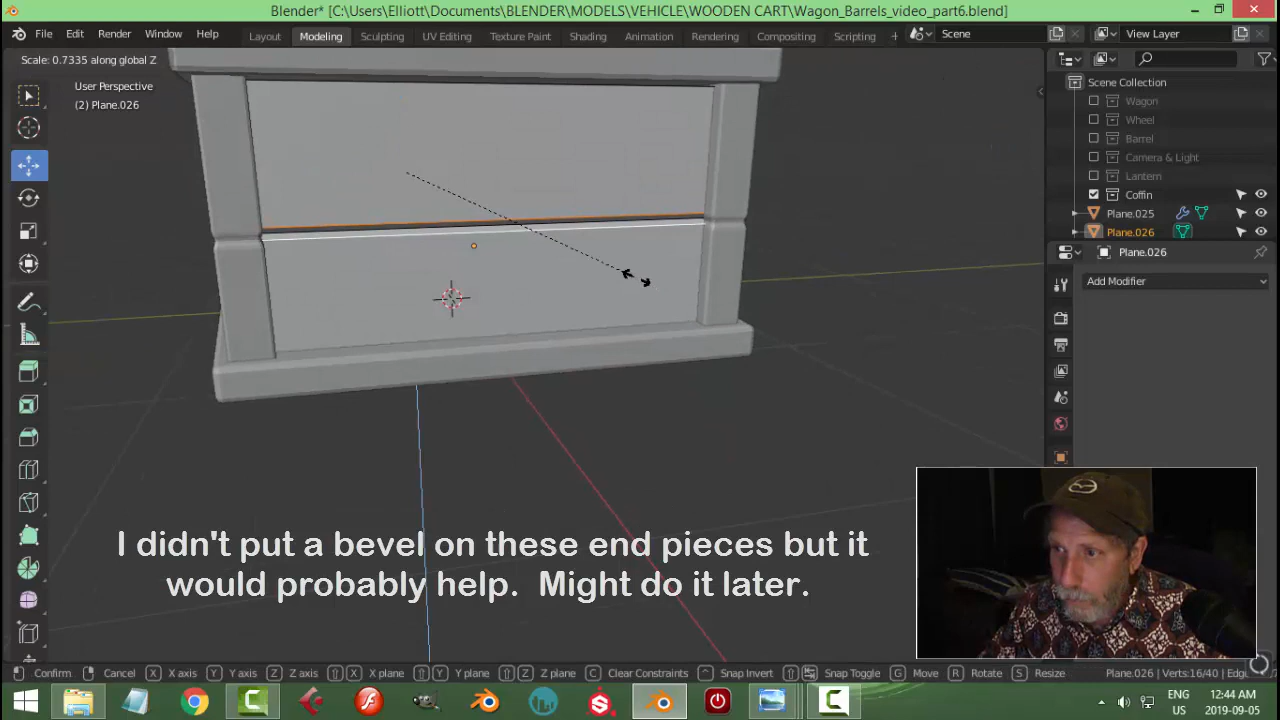 Blender* [C:\Users\Elliott\Documents\BLENDER\MODELS\VEHICLE\WOODEN CART\Wagon_Barrels_video_part6.blend]
File Edit Render Window Help Layout Modeling Sculpting UV Editing Texture Paint Shading Animation Rendering Compositing Scripting + Scene View Layer
Scale: 0.7335 along global Z
User Perspective
(2) Plane.026
Scene Collection
Wagon
Wheel
Barrel
Camera & Light
Lantern
Coffin
Plane.025
Plane.026
Plane.026
Add Modifier
I didn't put a bevel on these end pieces but it
would probably help. Might do it later.
Confirm Cancel X X axis Y Y axis Z Z axis X X plane Y Y plane Z Z plane C Clear Constraints Snap Invert Snap Toggle G Move R Rotate S Resize Plane.026 | Verts:16/40 | Edg
ENG 12:44 AM
US 2019-09-05